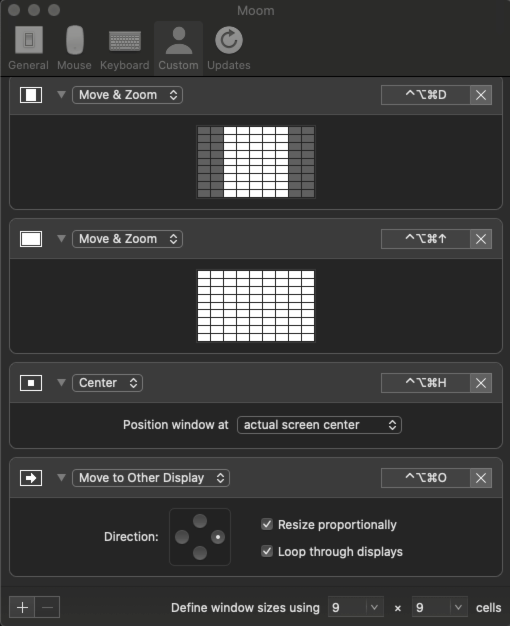 Moom
General Mouse Keyboard Custom Updates
Move & Zoom ^⌥⌘D
Move & Zoom ^⌥⌘↑
Center ^⌥⌘H
Position window at actual screen center
Move to Other Display ^⌥⌘O
Direction:
Resize proportionally
Loop through displays
Define window sizes using 9 × 9 cells